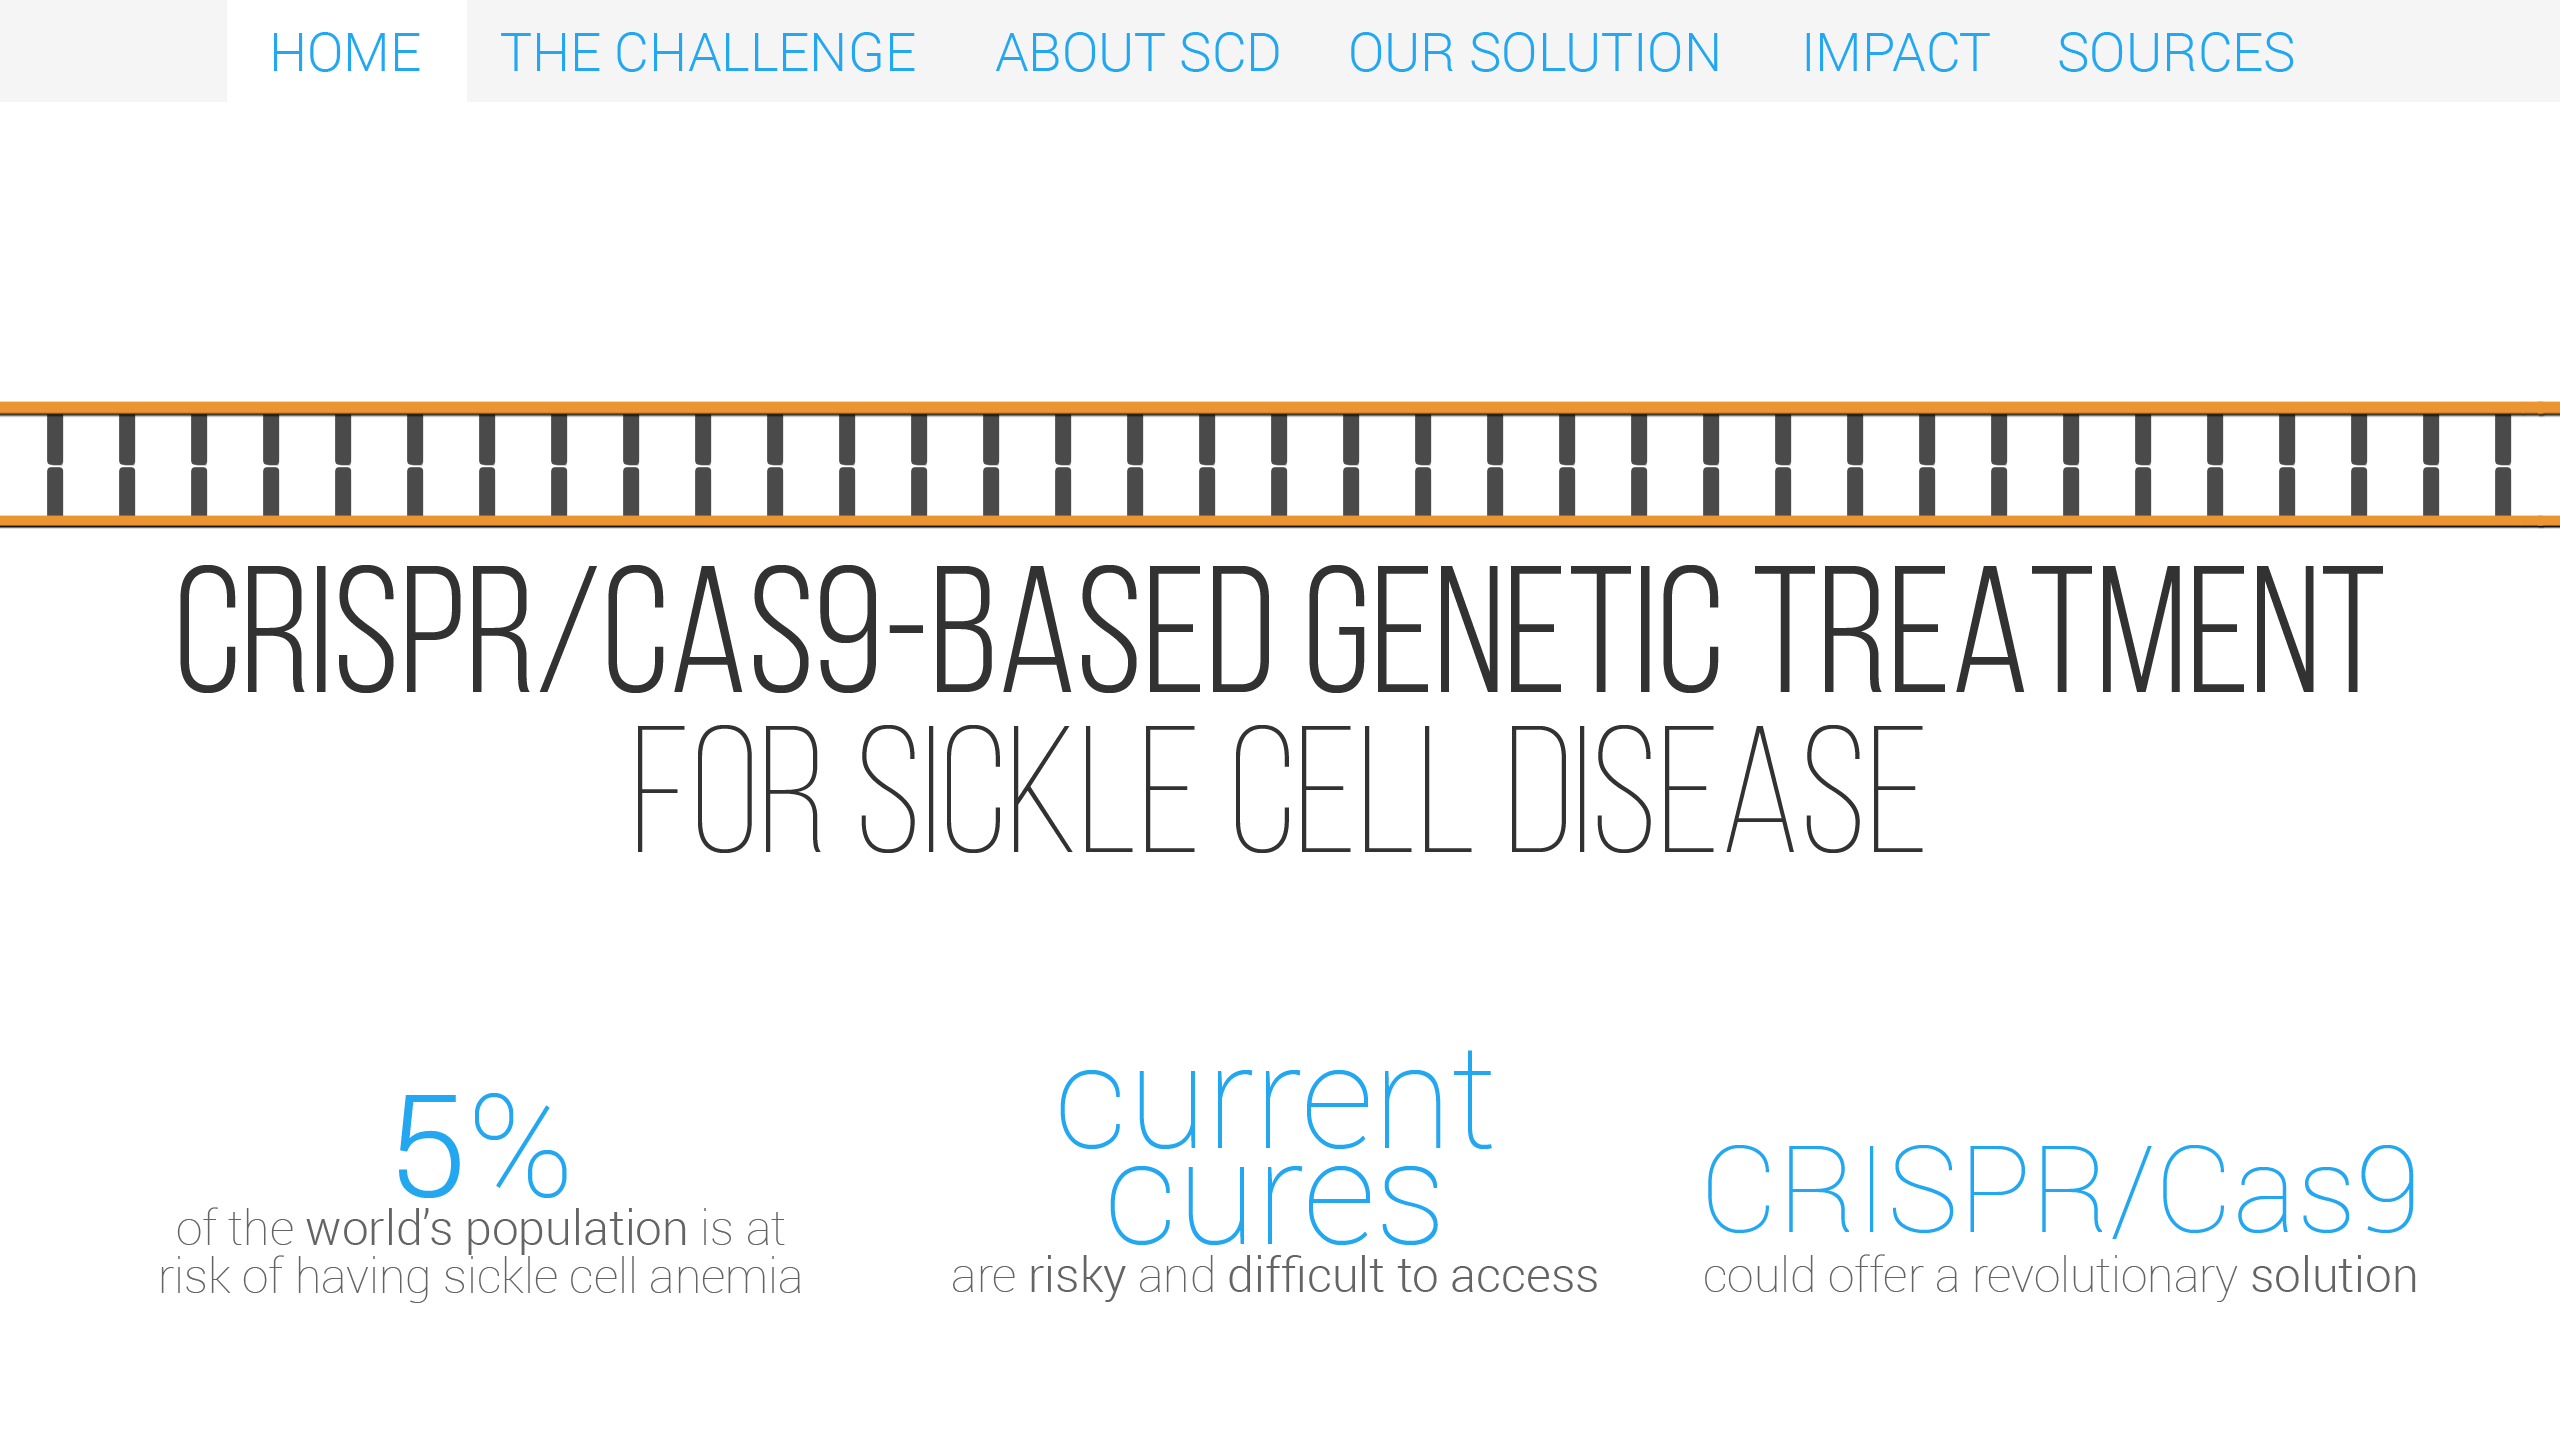 HOME THE CHALLENGE ABOUT SCD OUR SOLUTION IMPACT SOURCES
CRISPR/CAS9-BASED GENETIC TREATMENT
FOR SICKLE CELL DISEASE
5%
of the world's population is at
risk of having sickle cell anemia
current
cures
are risky and difficult to access
CRISPR/Cas9
could offer a revolutionary solution